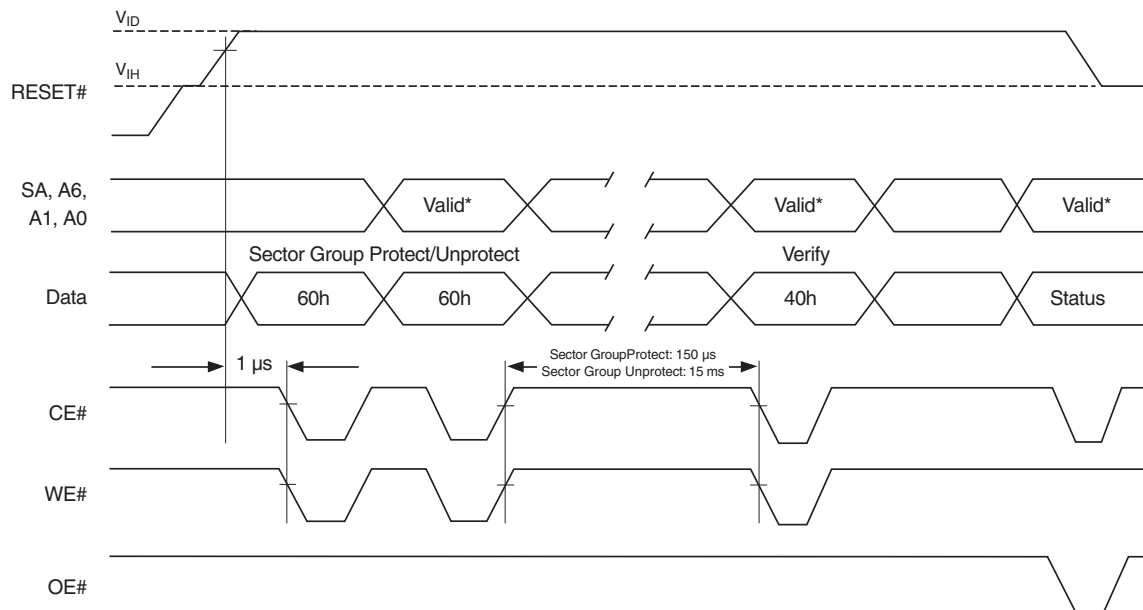 VID
VIH
RESET#
SA, A6,
A1, A0
Valid*
Valid*
Valid*
Sector Group Protect/Unprotect
Verify
Data
60h
60h
40h
Status
1 µs
Sector GroupProtect: 150 µs
Sector Group Unprotect: 15 ms
CE#
WE#
OE#